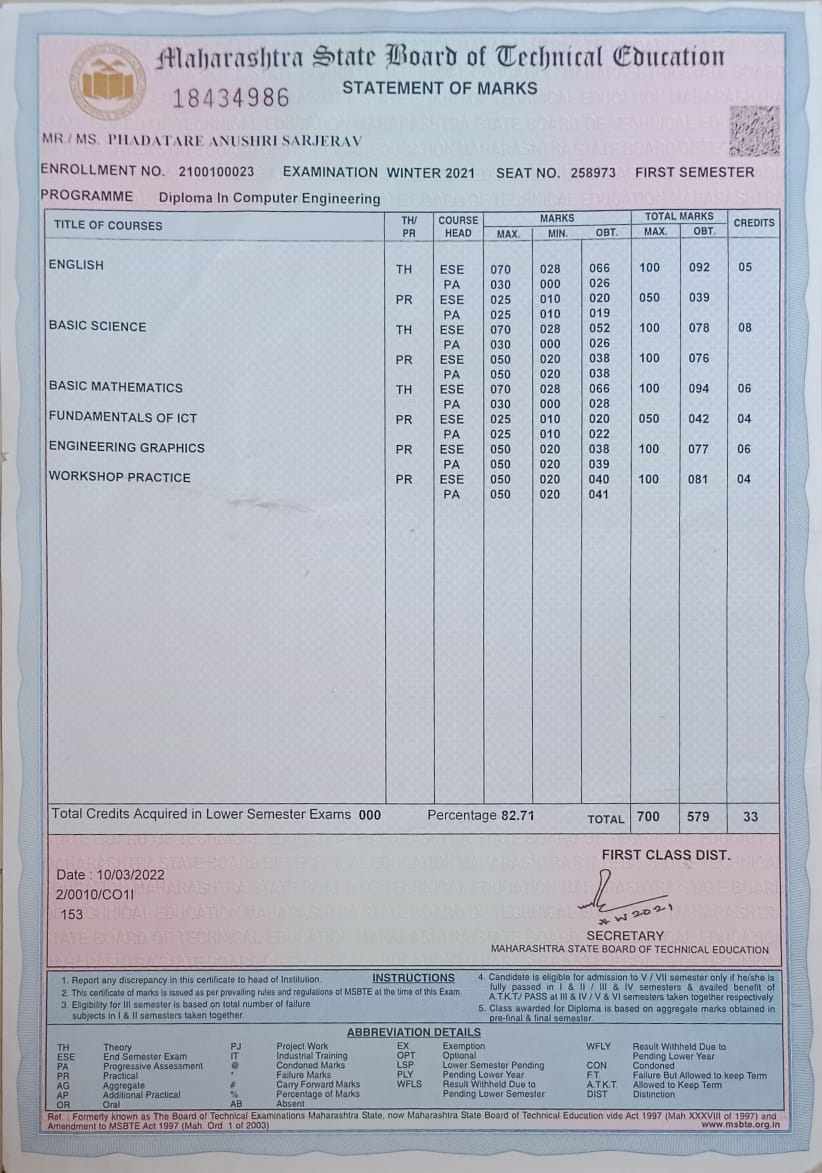 Maharashtra State Board of Technical Education
18434986
STATEMENT OF MARKS
MR./ MS. PHADATARE ANUSHRI SARJERAV
ENROLLMENT NO. 2100100023 EXAMINATION WINTER 2021 SEAT NO. 258973 FIRST SEMESTER
PROGRAMME Diploma In Computer Engineering
TITLE OF COURSES TH/ PR COURSE HEAD MARKS MAX. MIN. OBT. TOTAL MARKS MAX. OBT. CREDITS
ENGLISH TH ESE 070 028 066 100 092 05
PA 030 000 026
PR ESE 025 010 020 050 039
PA 025 010 019
BASIC SCIENCE TH ESE 070 028 052 100 078 08
PA 030 000 026
PR ESE 050 020 038 100 076
PA 050 020 038
BASIC MATHEMATICS TH ESE 070 028 066 100 094 06
PA 030 000 028
FUNDAMENTALS OF ICT PR ESE 025 010 020 050 042 04
PA 025 010 022
ENGINEERING GRAPHICS PR ESE 050 020 038 100 077 06
PA 050 020 039
WORKSHOP PRACTICE PR ESE 050 020 040 100 081 04
PA 050 020 041
Total Credits Acquired in Lower Semester Exams 000 Percentage 82.71 TOTAL 700 579 33
FIRST CLASS DIST.
Date : 10/03/2022
2/0010/CO1I
153
W2021
SECRETARY
MAHARASHTRA STATE BOARD OF TECHNICAL EDUCATION
INSTRUCTIONS
1. Report any discrepancy in this certificate to head of Institution.
2. This certificate of marks is issued as per prevailing rules and regulations of MSBTE at the time of this Exam.
3. Eligibility for III semester is based on total number of failure
subjects in I & II semesters taken together.
4. Candidate is eligible for admission to V / VII semester only if he/she is
fully passed in I & II / III & IV semesters & availed benefit of
A.T.K.T./ PASS at III & IV / V & VI semesters taken together respectively.
5. Class awarded for Diploma is based on aggregate marks obtained in
pre-final & final semester.
ABBREVIATION DETAILS
TH Theory PJ Project Work EX Exemption WFLY Result Withheld Due to
ESE End Semester Exam IT Industrial Training OPT Optional Pending Lower Year
PA Progressive Assessment @ Condoned Marks LSP Lower Semester Pending CON Condoned
PR Practical * Failure Marks PLY Pending Lower Year F.T. Failure But Allowed to keep Term
AG Aggregate # Carry Forward Marks WFLS Result Withheld Due to A.T.K.T. Allowed to Keep Term
AP Additional Practical % Percentage of Marks Pending Lower Semester DIST Distinction
OR Oral AB Absent
Ref. : Formerly known as The Board of Technical Examinations Maharashtra State, now Maharashtra State Board of Technical Education vide Act 1997 (Mah XXXVIII of 1997) and
Amendment to MSBTE Act 1997 (Mah. Ord. 1 of 2003) www.msbte.org.in